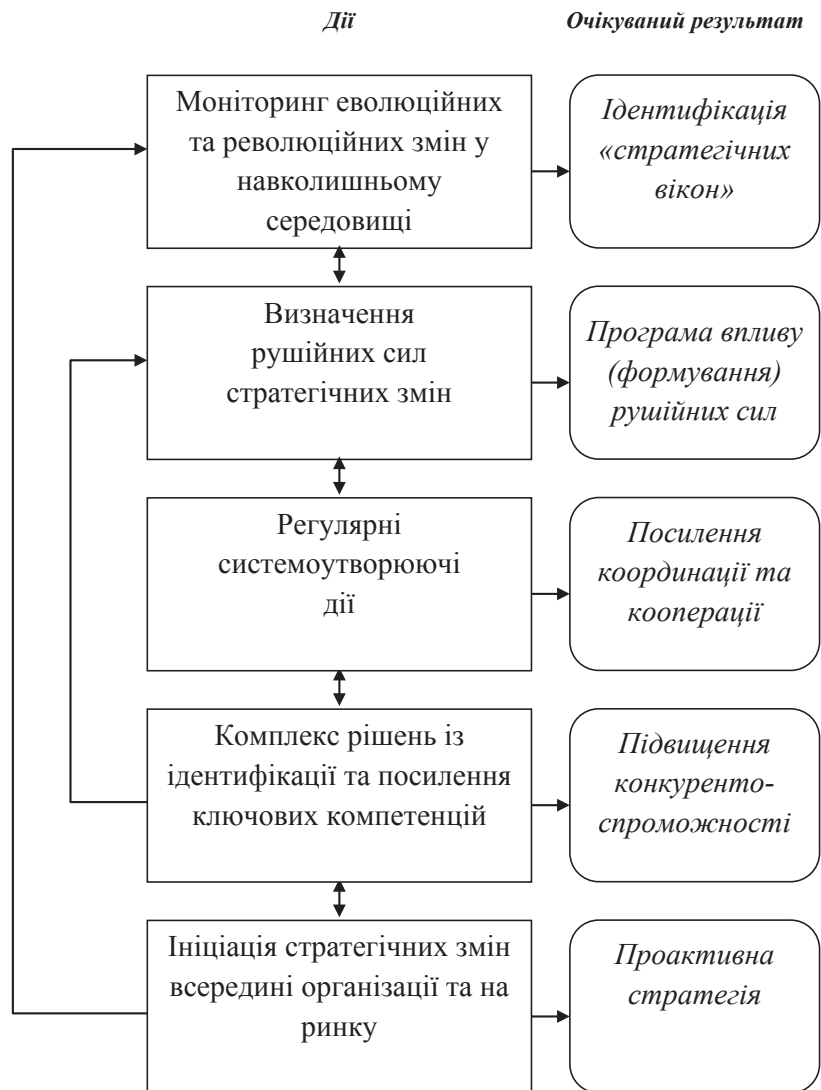 Дії
Очікуваний результат
Моніторинг еволюційних
та революційних змін у
навколишньому
середовищі
Ідентифікація
«стратегічних
вікон»
Визначення
рушійних сил
стратегічних змін
Програма впливу
(формування)
рушійних сил
Регулярні
системоутворюючі
дії
Посилення
координації та
кооперації
Комплекс рішень із
ідентифікації та посилення
ключових компетенцій
Підвищення
конкуренто-
спроможності
Ініціація стратегічних змін
всередині організації та на
ринку
Проактивна
стратегія